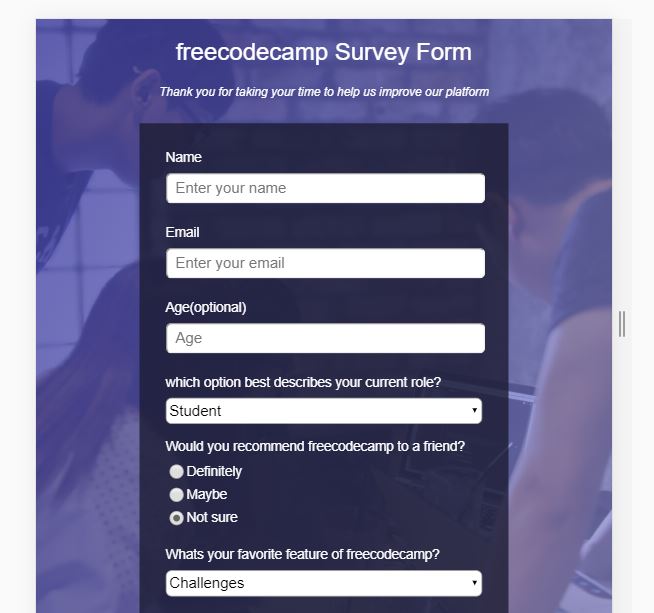 freecodecamp Survey Form
Thank you for taking your time to help us improve our platform
Name
Enter your name
Email
Enter your email
Age(optional)
Age
which option best describes your current role?
Student
Would you recommend freecodecamp to a friend?
Definitely
Maybe
Not sure
Whats your favorite feature of freecodecamp?
Challenges